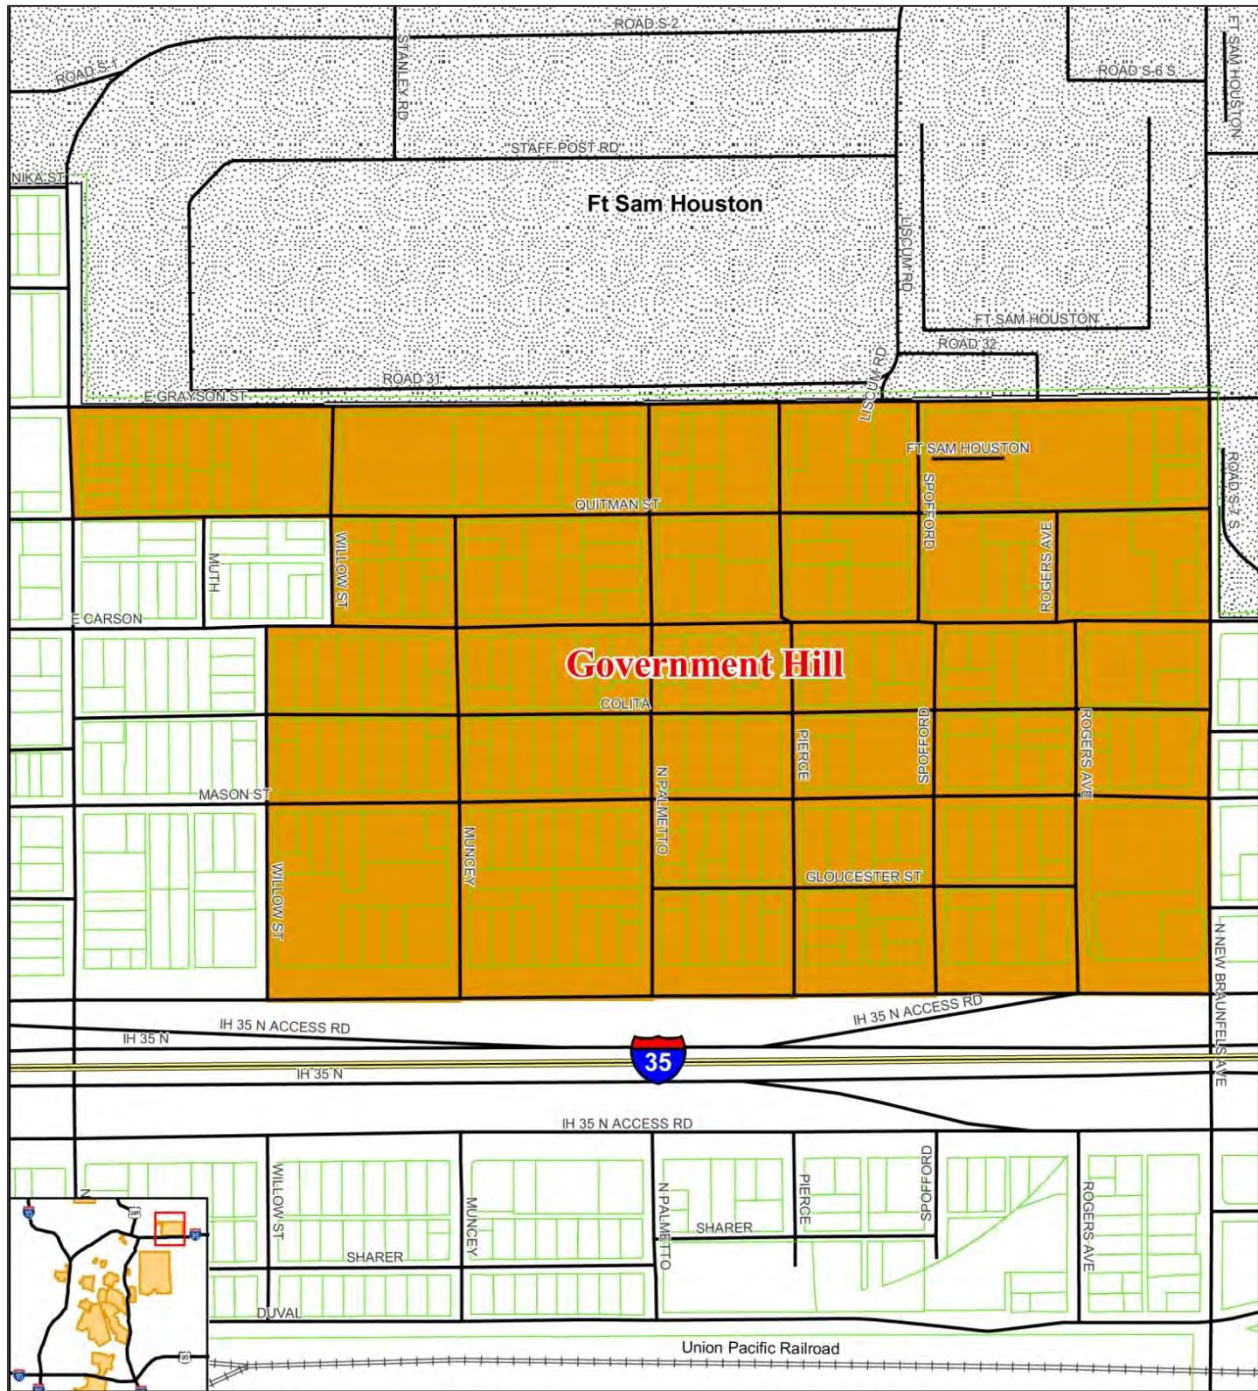 ROAD S-2
ROAD S-1
STANLEY RD
ROAD S-6 S
FT SAM HOUSTON
STAFF POST RD
NIKA ST
Ft Sam Houston
LISCUM RD
FT SAM HOUSTON
ROAD 32
ROAD 31
LISCUM RD
E GRAYSON ST
FT SAM HOUSTON
ROAD S-7 S
QUITMAN ST
SPOFFORD
MUTH
WILLOW ST
ROGERS AVE
E CARSON
Government Hill
COLITA
PIERCE
SPOFFORD
ROGERS AVE
MASON ST
N PALMETTO
MUNCEY
WILLOW ST
GLOUCESTER ST
N NEW BRAUNFELS AVE
IH 35 N ACCESS RD
IH 35 N ACCESS RD
IH 35 N
35
IH 35 N
IH 35 N ACCESS RD
WILLOW ST
MUNCEY
N PALMETTO
PIERCE
SPOFFORD
ROGERS AVE
N
SHARER
SHARER
DUVAL
Union Pacific Railroad